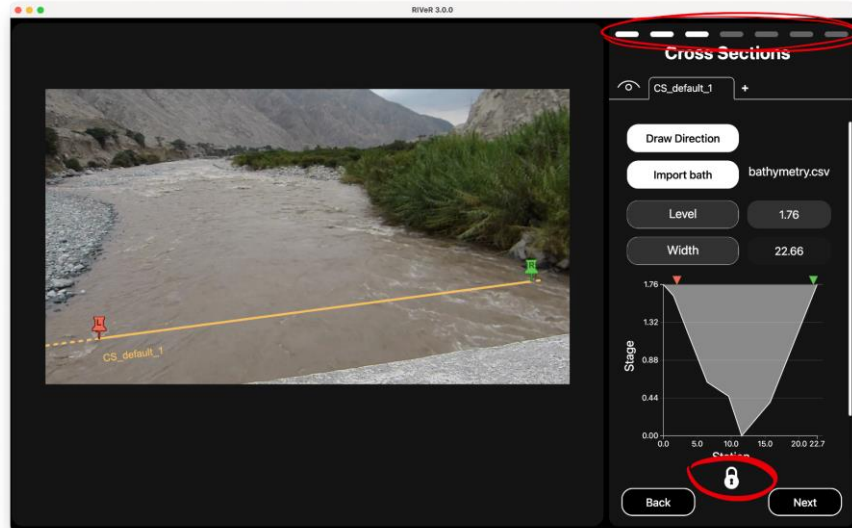 RIVeR 3.0.0
Cross Sections
CS_default_1 +
Draw Direction
Import bath bathymetry.csv
Level 1.76
Width 22.66
L
R
CS_default_1
1.76
1.32
0.88
0.44
0.00
Stage
0.0 5.0 10.0 15.0 20.0 22.7
Station
Back Next